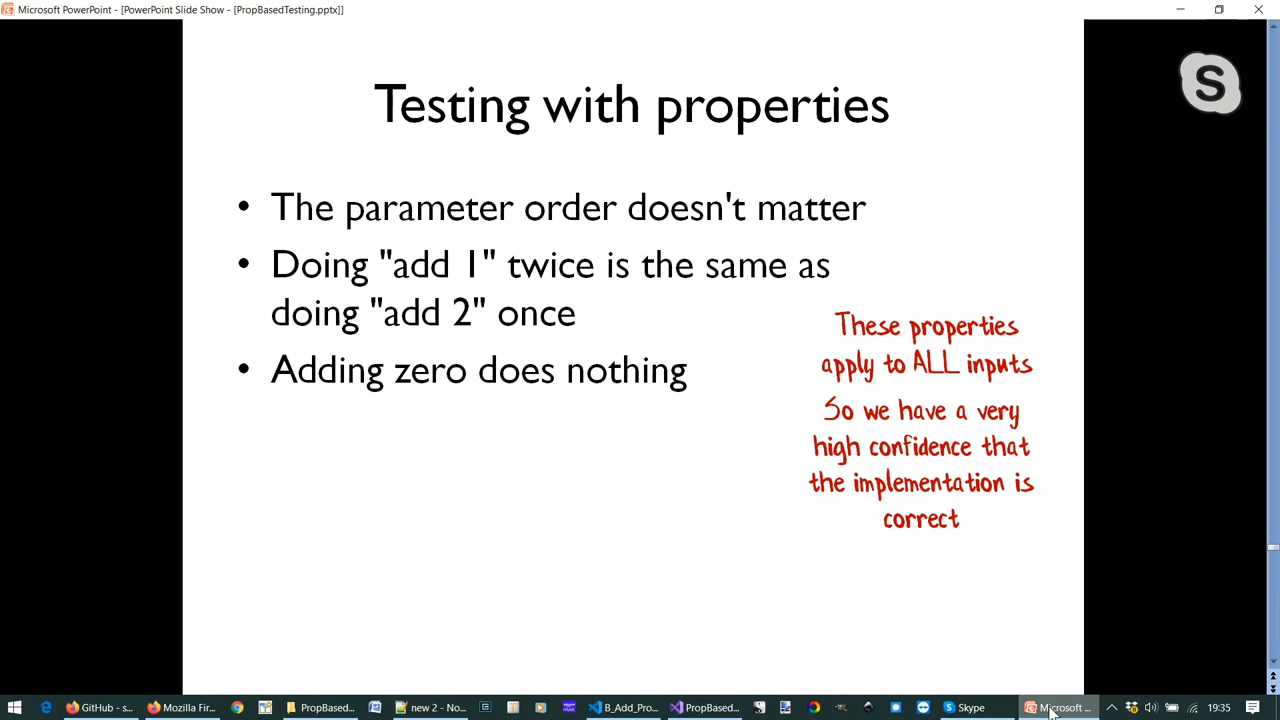 Microsoft PowerPoint - [PowerPoint Slide Show - [PropBasedTesting.pptx]]
S
Testing with properties
• The parameter order doesn't matter
• Doing "add 1" twice is the same as
doing "add 2" once
• Adding zero does nothing
These properties
apply to ALL inputs
So we have a very
high confidence that
the implementation is
correct
GitHub - s...
Mozilla Fir...
PropBased...
new 2 - No...
B_Add_Pro...
PropBased...
Skype
Microsoft ...
19:35